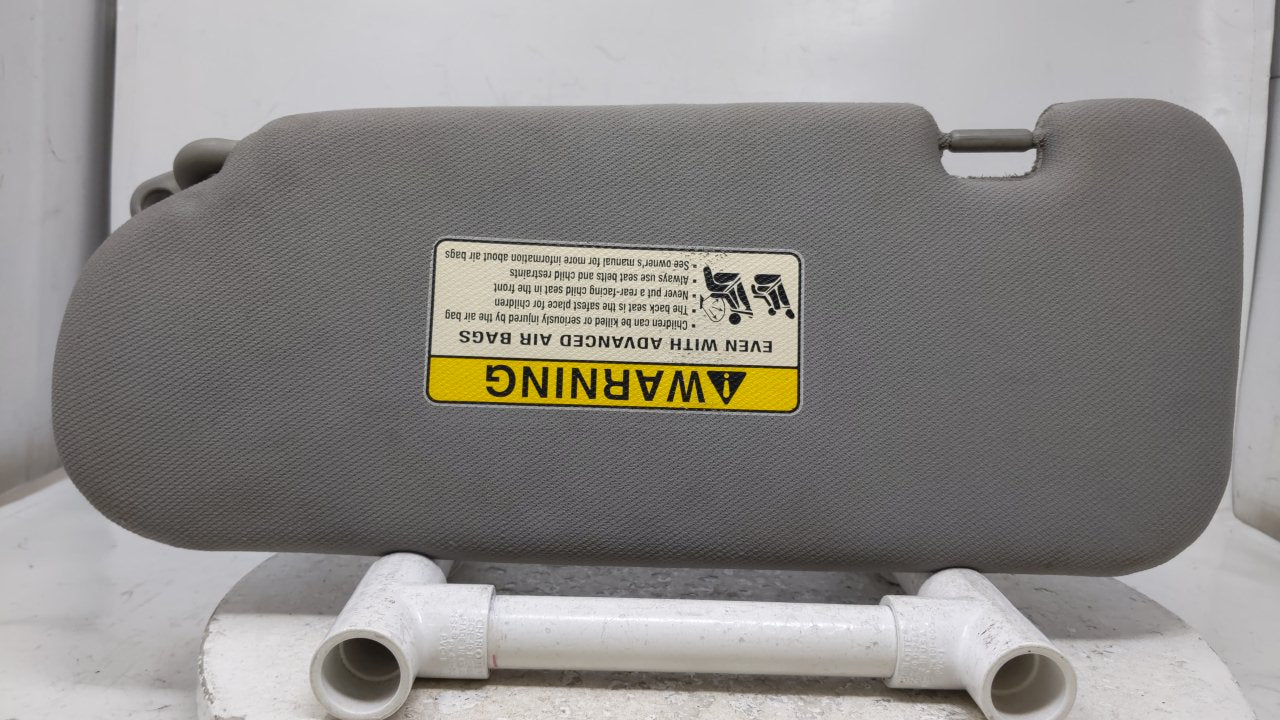 WARNING
EVEN WITH ADVANCED AIR BAGS
• Children can be killed or seriously injured by the air bag
• The back seat is the safest place for children
• Never put a rear-facing child seat in the front
• Always use seat belts and child restraints
• See owner's manual for more information about air bags